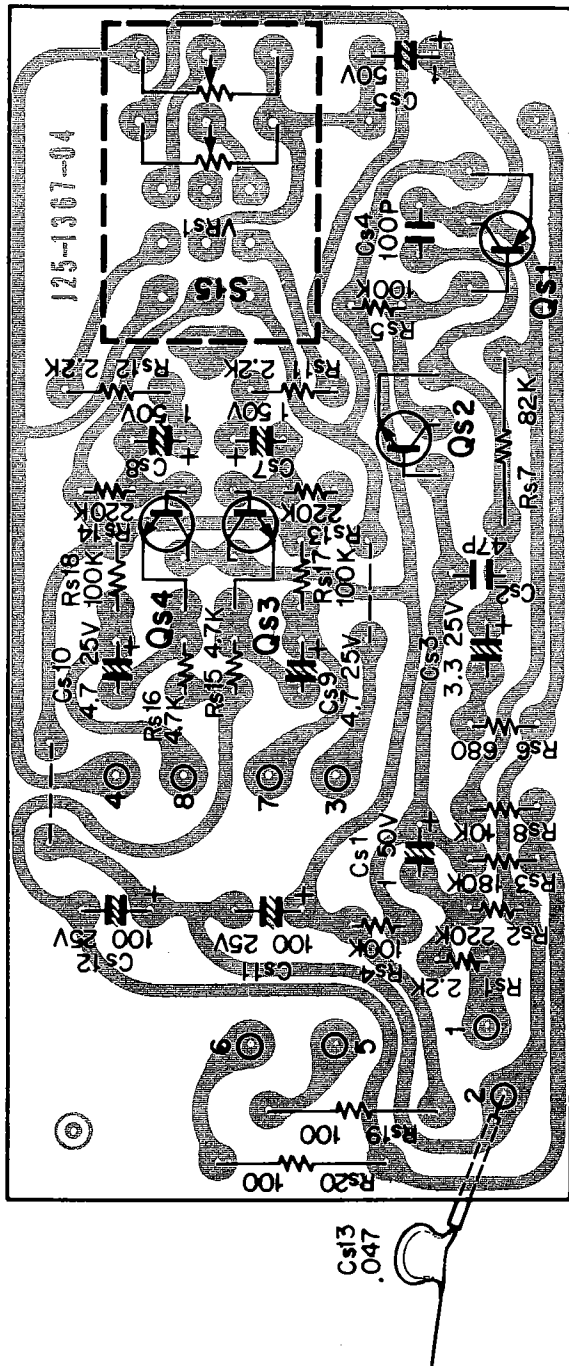 J25-1307-04
VRs1
S15
Cs5
50V
1
+
Cs4
100P
Qs1
Rs5
100K
Rs12
2.2K
Rs11
2.2K
Cs8
1 50V
+
Cs7
1 50V
+
Qs2
Rs7
82K
Rs14
220K
Rs13
220K
Rs18
100K
Rs17
100K
Qs4
Qs3
Cs2
47P
Cs3
3.3 25V
+
Cs10
4.7 25V
+
Rs16
4.7K
Rs15 4.7K
Cs9
4.7 25V
+
Rs6
680
4
8
7
3
Cs1
1 50V
+
Rs8
10K
Rs3
180K
Rs2
220K
Rs1
2.2K
Rs4
100K
Cs12
100
25V
+
Cs11
100
25V
+
6
5
1
2
Rs19
100
Rs20
100
Cs13
.047